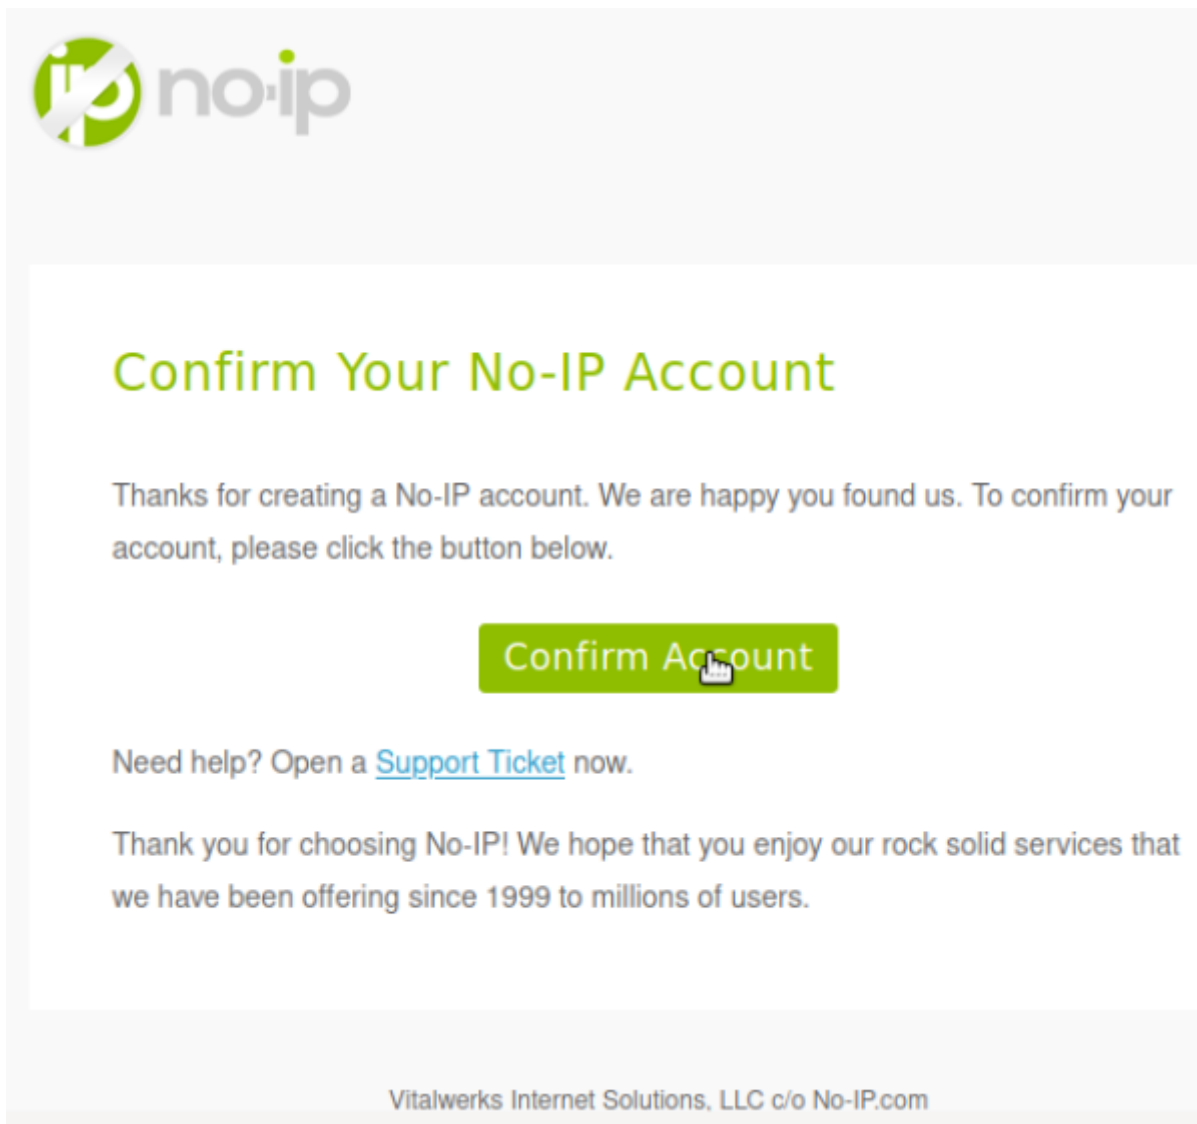 ip no-ip
Confirm Your No-IP Account
Thanks for creating a No-IP account. We are happy you found us. To confirm your
account, please click the button below.
Confirm Account
Need help? Open a Support Ticket now.
Thank you for choosing No-IP! We hope that you enjoy our rock solid services that
we have been offering since 1999 to millions of users.
Vitalwerks Internet Solutions, LLC c/o No-IP.com